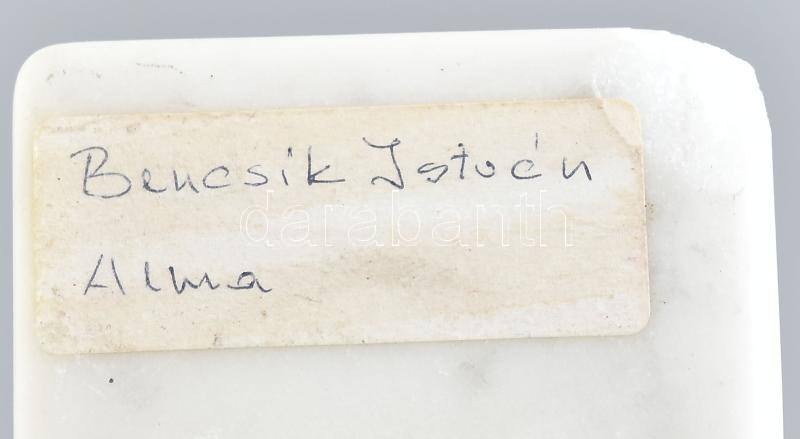 Bencsik István
darabanth
Alma